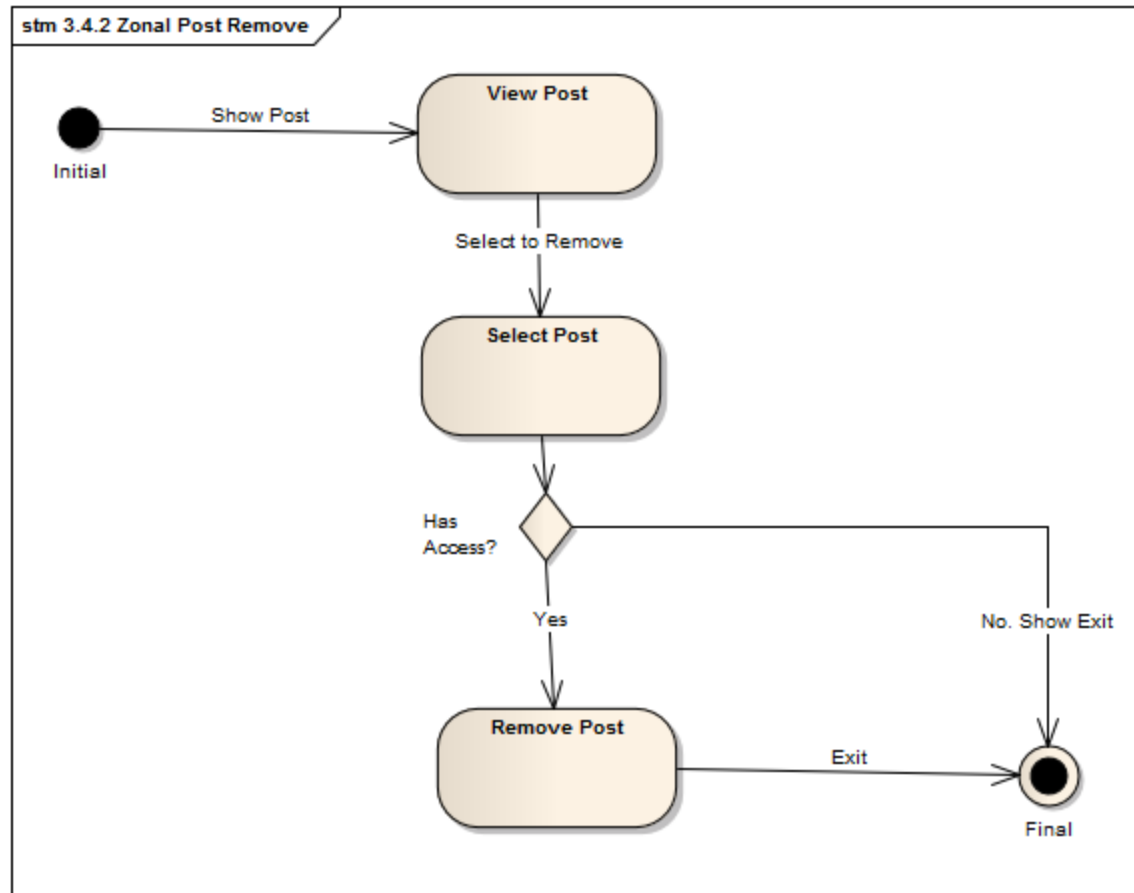 stm 3.4.2 Zonal Post Remove
View Post
Show Post
Initial
Select to Remove
Select Post
Has
Access?
Yes
No. Show Exit
Remove Post
Exit
Final